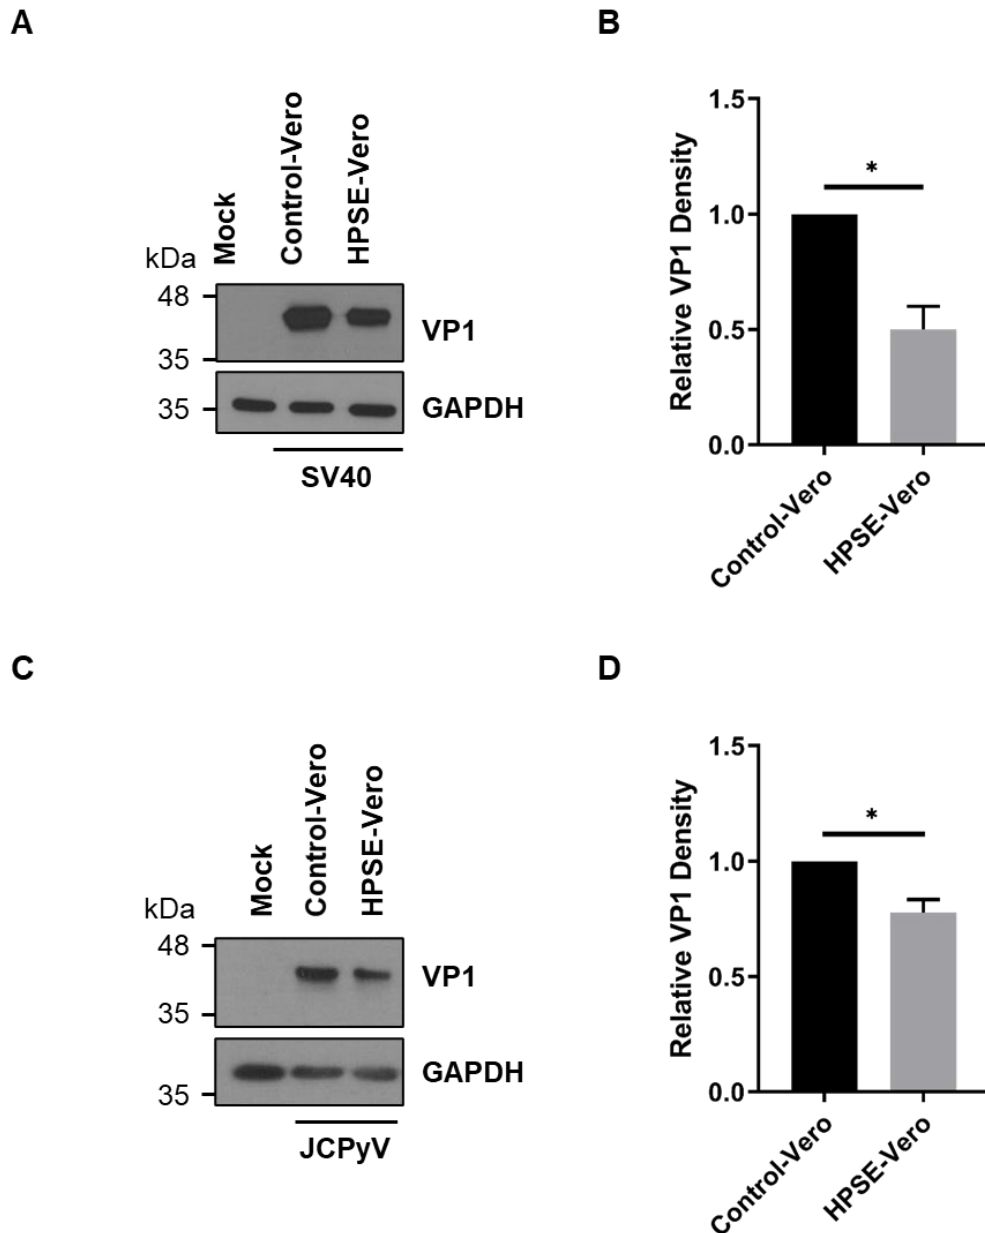 A
Mock
Control-Vero
HPSE-Vero
kDa
48
35
VP1
35
GAPDH
SV40
B
Relative VP1 Density
1.5
1.0
0.5
0.0
*
Control-Vero
HPSE-Vero
C
Mock
Control-Vero
HPSE-Vero
kDa
48
35
VP1
35
GAPDH
JCPyV
D
Relative VP1 Density
1.5
1.0
0.5
0.0
*
Control-Vero
HPSE-Vero